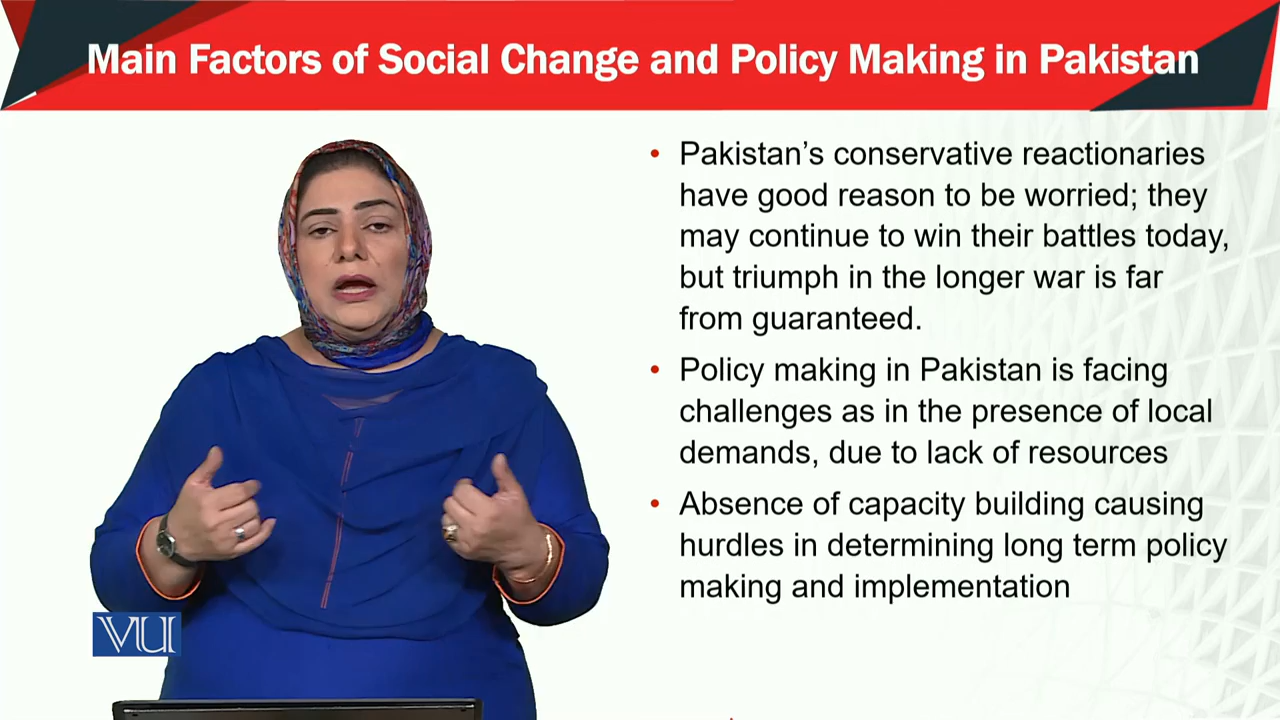 Main Factors of Social Change and Policy Making in Pakistan
• Pakistan’s conservative reactionaries
have good reason to be worried; they
may continue to win their battles today,
but triumph in the longer war is far
from guaranteed.
• Policy making in Pakistan is facing
challenges as in the presence of local
demands, due to lack of resources
• Absence of capacity building causing
hurdles in determining long term policy
making and implementation
VU